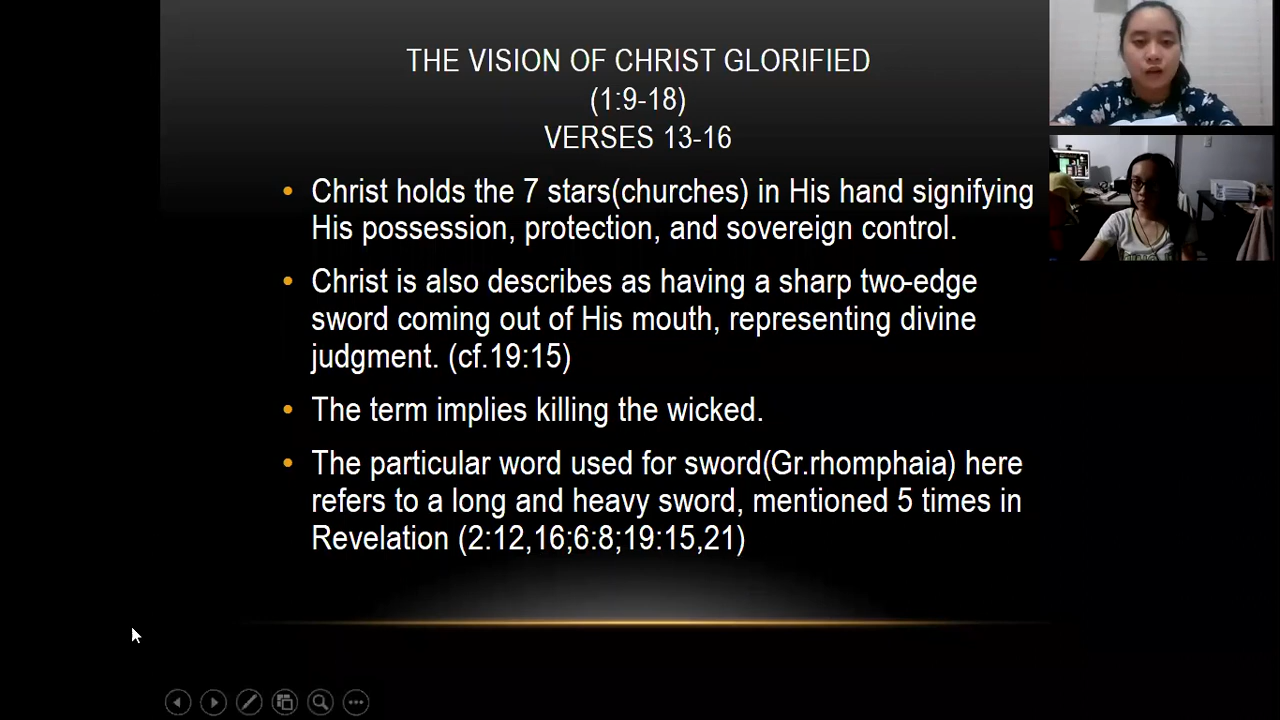 THE VISION OF CHRIST GLORIFIED
(1:9-18)
VERSES 13-16
• Christ holds the 7 stars(churches) in His hand signifying
His possession, protection, and sovereign control.
• Christ is also describes as having a sharp two-edge
sword coming out of His mouth, representing divine
judgment. (cf.19:15)
• The term implies killing the wicked.
• The particular word used for sword(Gr.rhomphaia) here
refers to a long and heavy sword, mentioned 5 times in
Revelation (2:12,16;6:8;19:15,21)